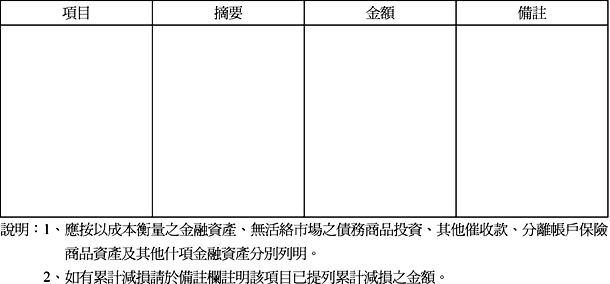 項目 摘要 金額 備註
說明：1、應按以成本衡量之金融資產、無活絡市場之債務商品投資、其他催收款、分離帳戶保險
商品資產及其他什項金融資產分別列明。
2、如有累計減損請於備註欄註明該項目已提列累計減損之金額。